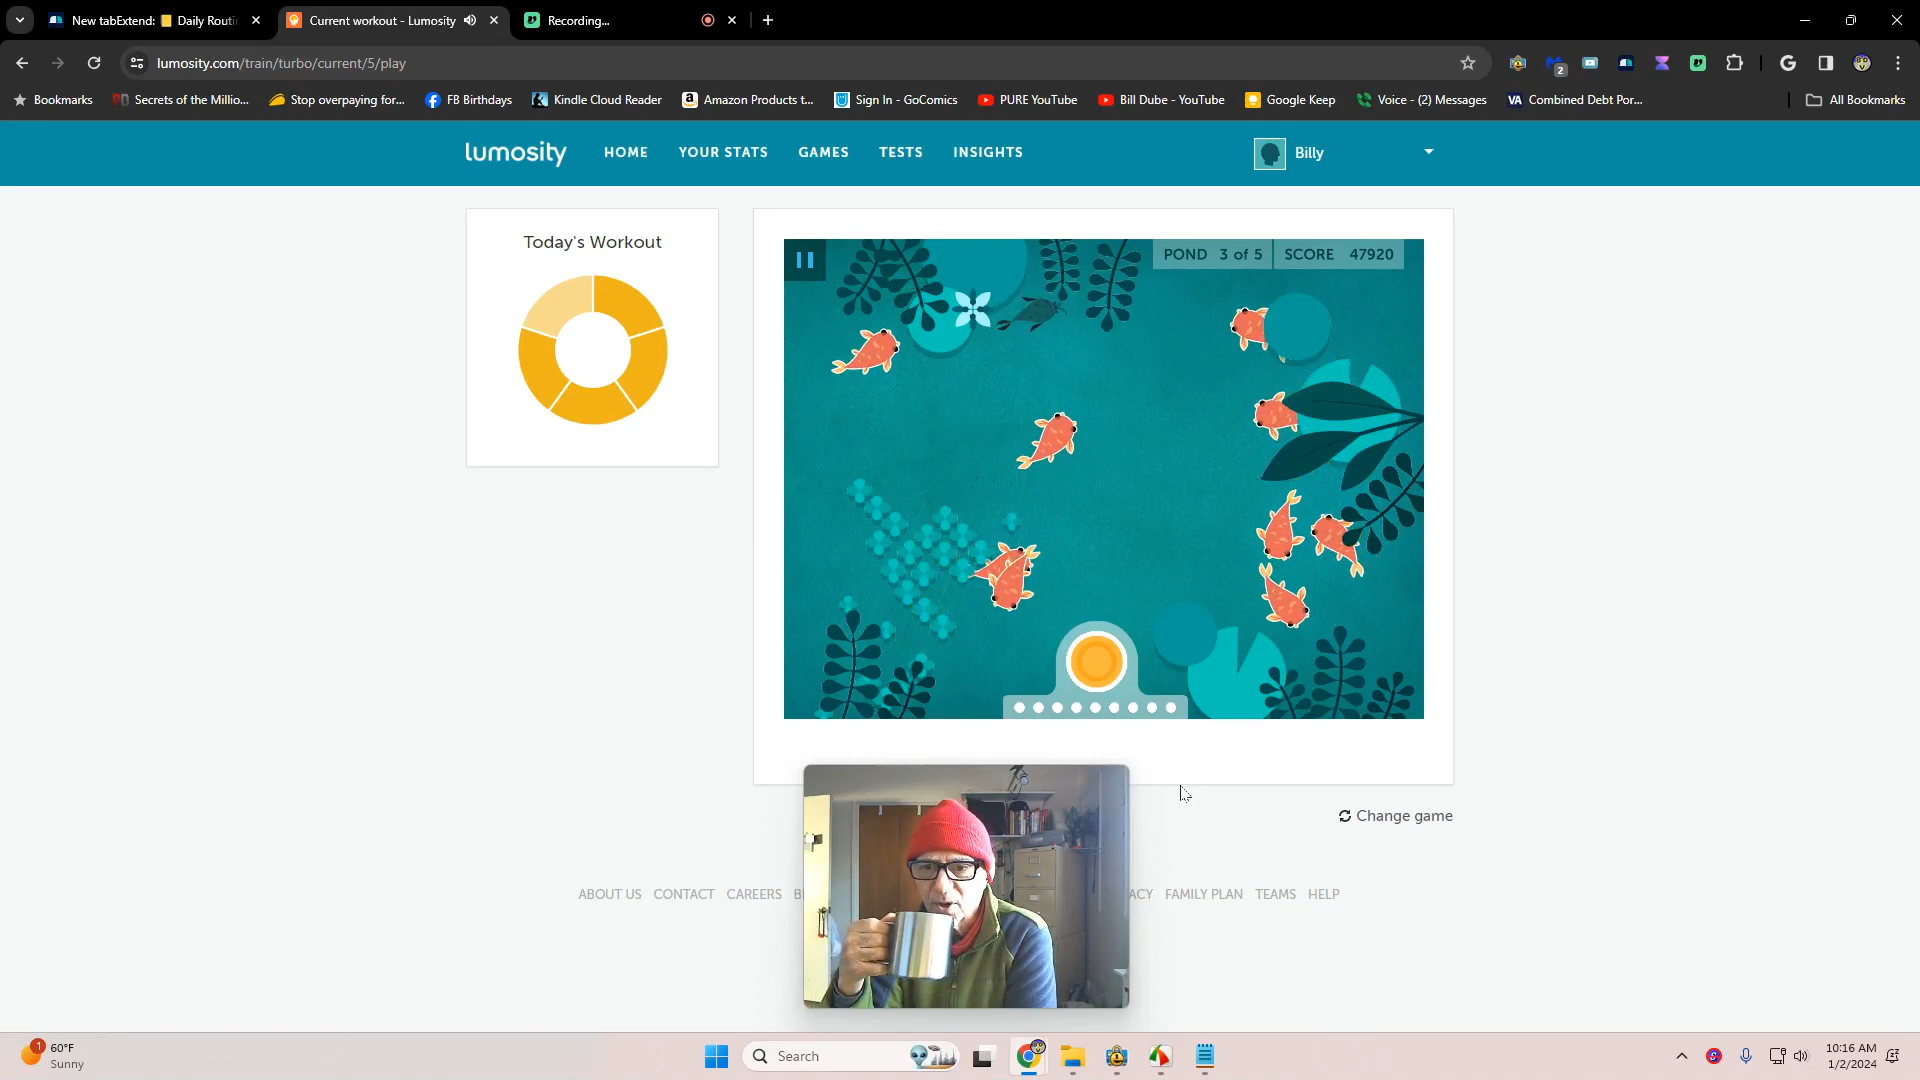 New tabExtend: Daily Routi
Current workout - Lumosity
Recording...
lumosity.com/train/turbo/current/5/play
2
Bookmarks
Secrets of the Millio...
Stop overpaying for...
FB Birthdays
Kindle Cloud Reader
Amazon Products t...
Sign In - GoComics
PURE YouTube
Bill Dube - YouTube
Google Keep
Voice - (2) Messages
VA Combined Debt Por...
All Bookmarks
lumosity
HOME
YOUR STATS
GAMES
TESTS
INSIGHTS
Billy
Today's Workout
POND 3 of 5
SCORE 47920
Change game
ABOUT US
CONTACT
CAREERS
B
ACY
FAMILY PLAN
TEAMS
HELP
1
60°F
Sunny
Search
10:16 AM
1/2/2024